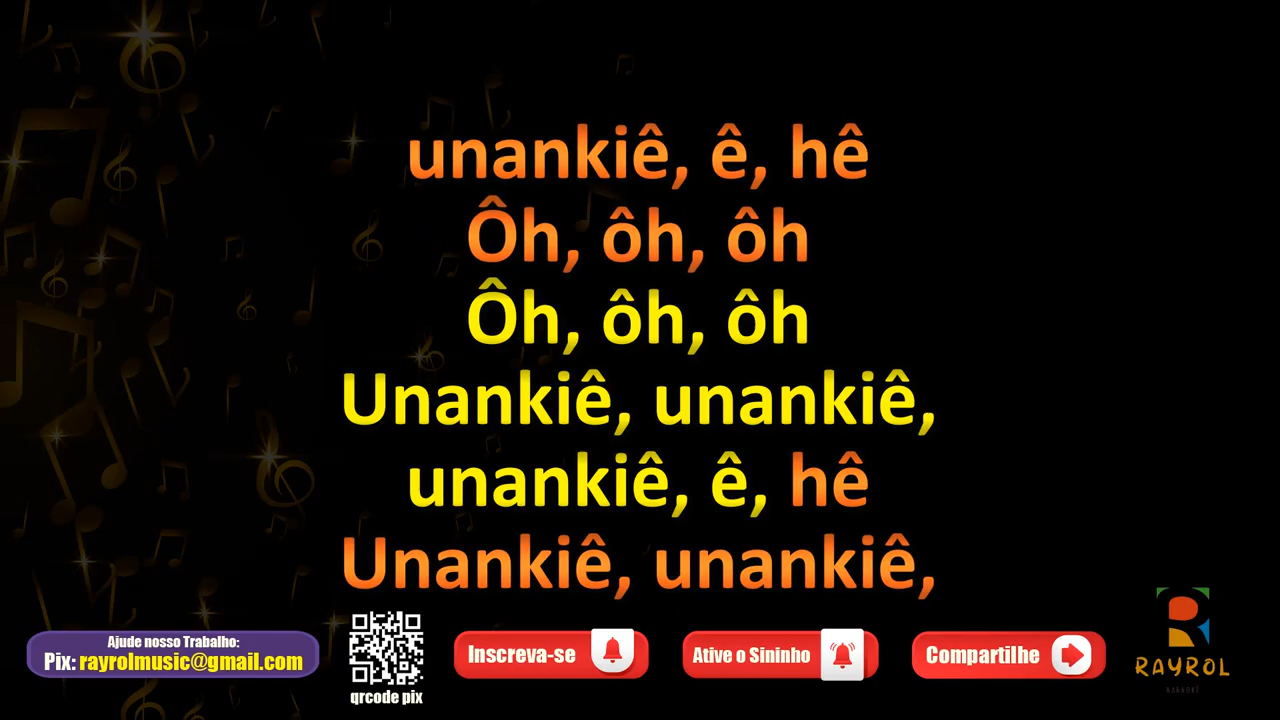 unankiê, ê, hê
Ôh, ôh, ôh
Ôh, ôh, ôh
Unankiê, unankiê,
unankiê, ê, hê
Unankiê, unankiê,
Ajude nosso Trabalho:
Pix: rayrolmusic@gmail.com
qrcode pix
Inscreva-se
Ative o Sininho
Compartilhe
RAYROL
KARAOKÊ